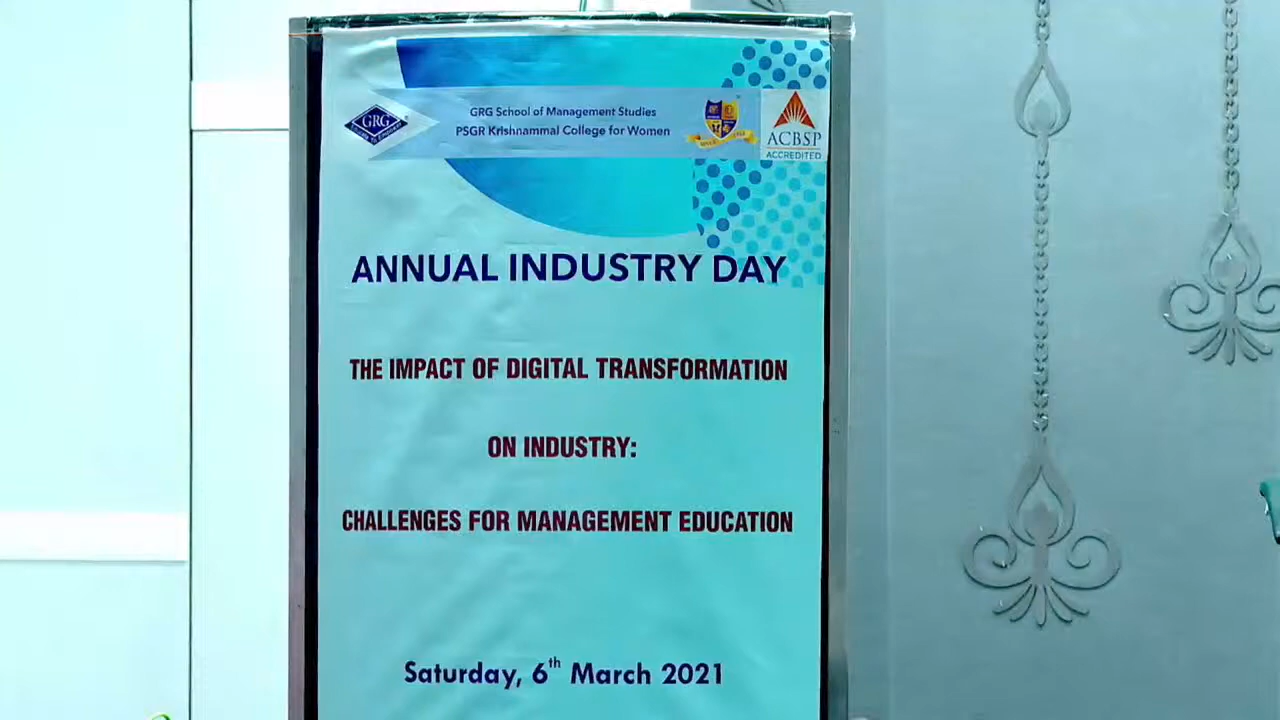 GRG School of Management Studies
PSGR Krishnammal College for Women
GRG
ACBSP
ACCREDITED
ANNUAL INDUSTRY DAY
THE IMPACT OF DIGITAL TRANSFORMATION
ON INDUSTRY:
CHALLENGES FOR MANAGEMENT EDUCATION
Saturday, 6th March 2021